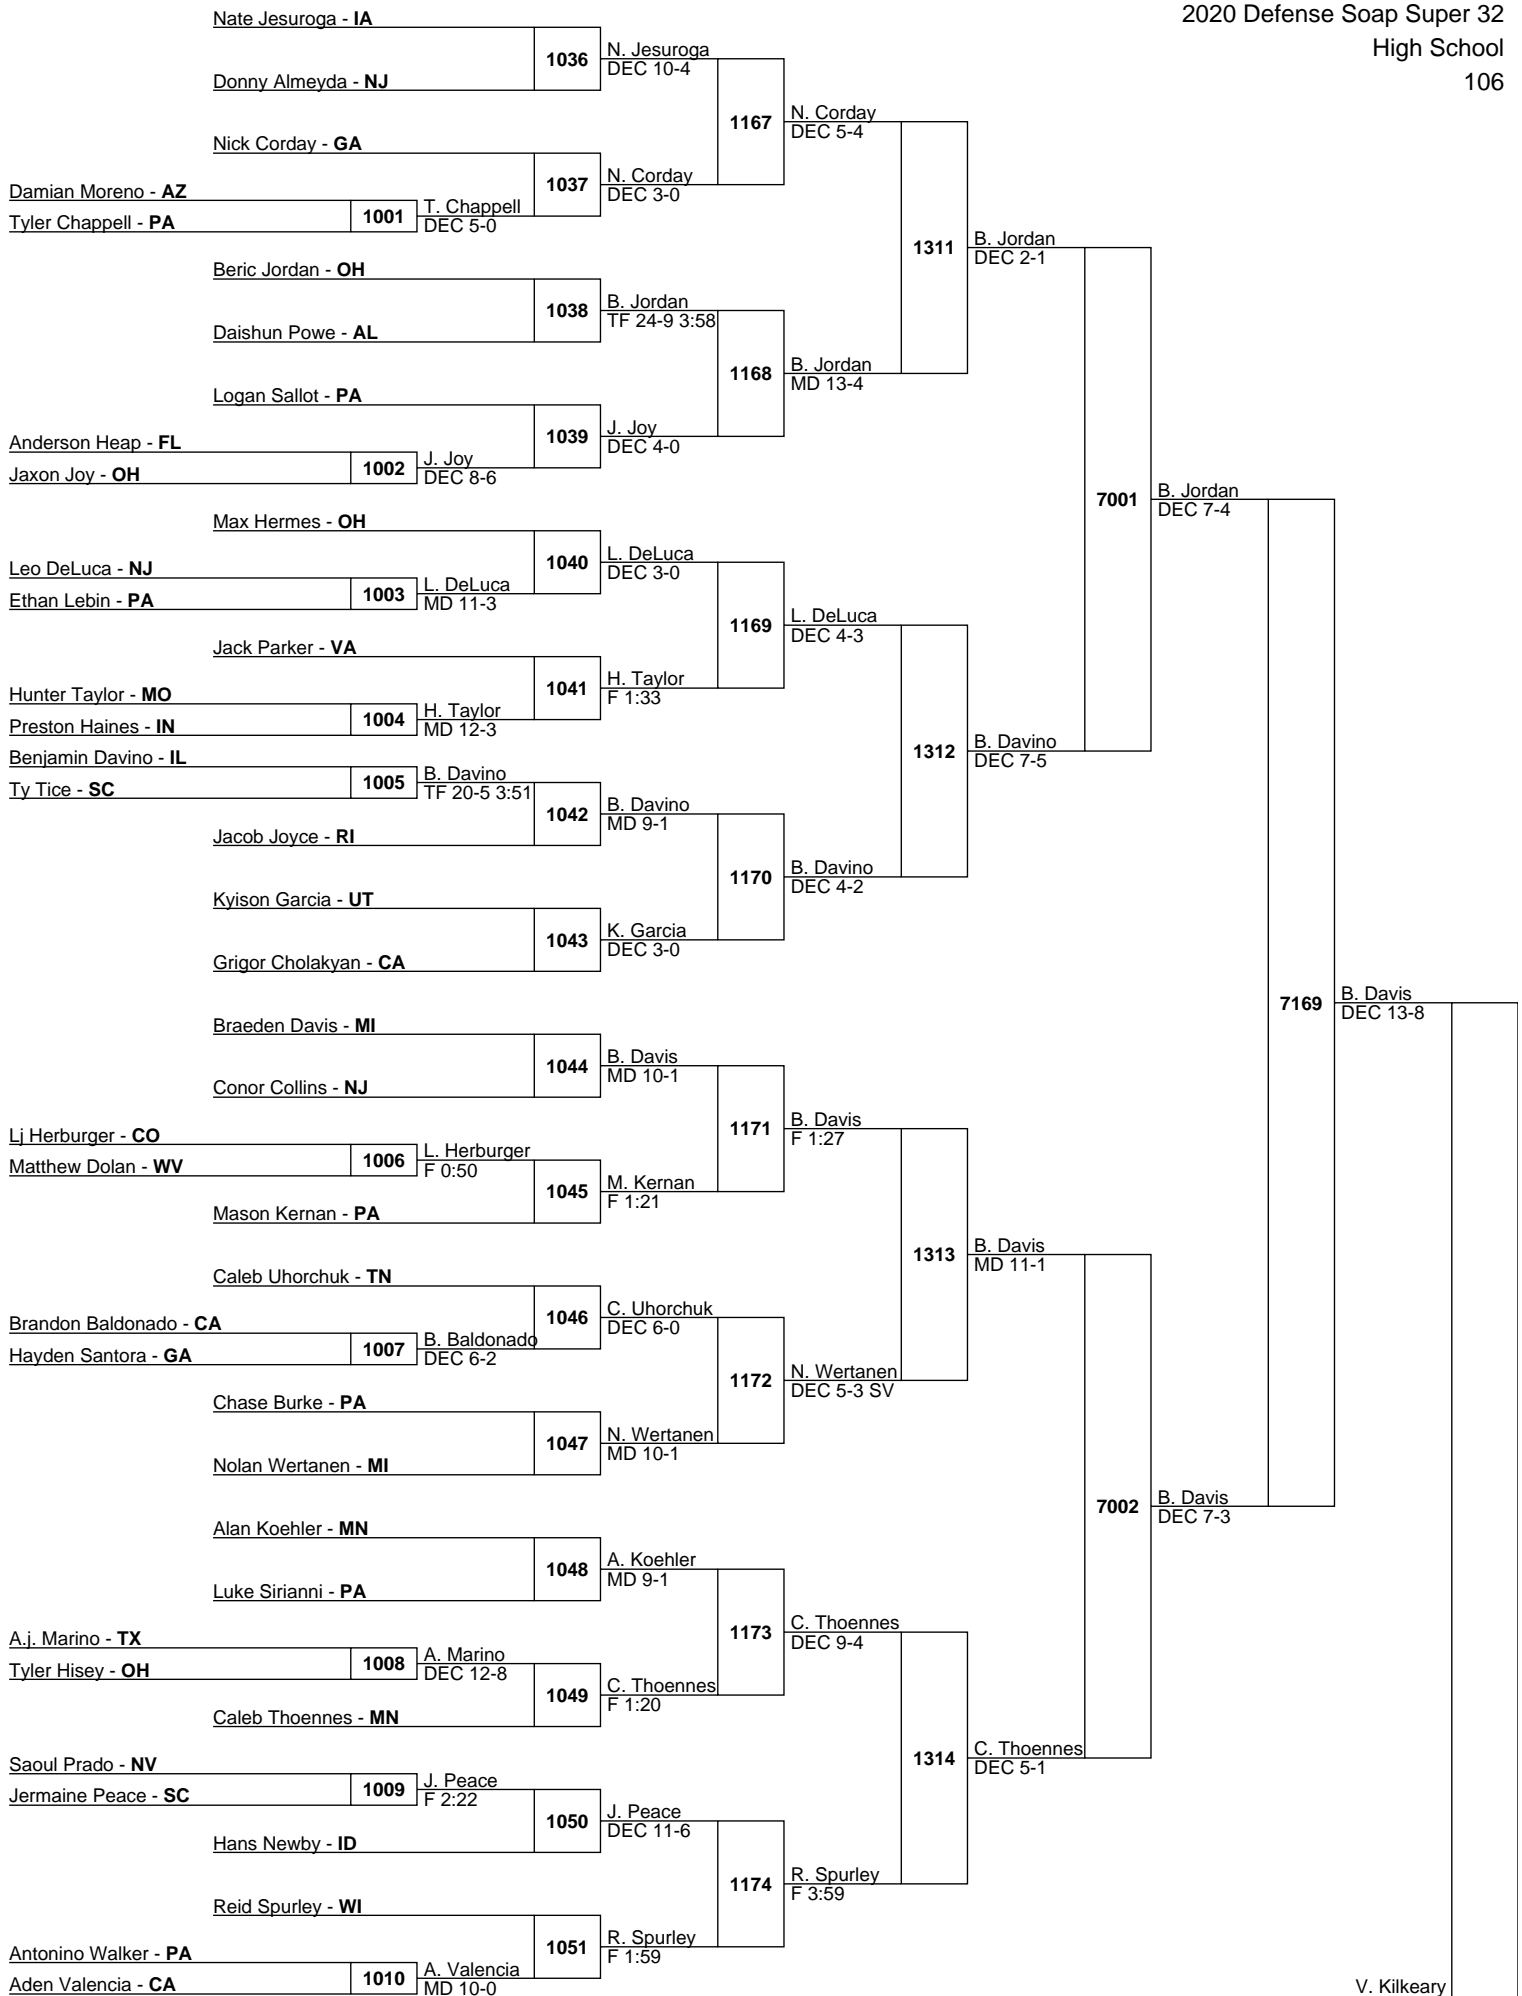 2020 Defense Soap Super 32
High School
106
Nate Jesuroga - IA
1036
N. Jesuroga
DEC 10-4
Donny Almeyda - NJ
1167
N. Corday
DEC 5-4
Nick Corday - GA
1037
N. Corday
DEC 3-0
Damian Moreno - AZ
1001
T. Chappell
DEC 5-0
Tyler Chappell - PA
1311
B. Jordan
DEC 2-1
Beric Jordan - OH
1038
B. Jordan
TF 24-9 3:58
Daishun Powe - AL
1168
B. Jordan
MD 13-4
Logan Sallot - PA
1039
J. Joy
DEC 4-0
Anderson Heap - FL
1002
J. Joy
DEC 8-6
Jaxon Joy - OH
7001
B. Jordan
DEC 7-4
Max Hermes - OH
1040
L. DeLuca
DEC 3-0
Leo DeLuca - NJ
1003
L. DeLuca
MD 11-3
Ethan Lebin - PA
1169
L. DeLuca
DEC 4-3
Jack Parker - VA
1041
H. Taylor
F 1:33
Hunter Taylor - MO
1004
H. Taylor
MD 12-3
Preston Haines - IN
1312
B. Davino
DEC 7-5
Benjamin Davino - IL
1005
B. Davino
TF 20-5 3:51
Ty Tice - SC
1042
B. Davino
MD 9-1
Jacob Joyce - RI
1170
B. Davino
DEC 4-2
Kyison Garcia - UT
1043
K. Garcia
DEC 3-0
Grigor Cholakyan - CA
7169
B. Davis
DEC 13-8
Braeden Davis - MI
1044
B. Davis
MD 10-1
Conor Collins - NJ
1171
B. Davis
F 1:27
Lj Herburger - CO
1006
L. Herburger
F 0:50
Matthew Dolan - WV
1045
M. Kernan
F 1:21
Mason Kernan - PA
1313
B. Davis
MD 11-1
Caleb Uhorchuk - TN
1046
C. Uhorchuk
DEC 6-0
Brandon Baldonado - CA
1007
B. Baldonado
DEC 6-2
Hayden Santora - GA
1172
N. Wertanen
DEC 5-3 SV
Chase Burke - PA
1047
N. Wertanen
MD 10-1
Nolan Wertanen - MI
7002
B. Davis
DEC 7-3
Alan Koehler - MN
1048
A. Koehler
MD 9-1
Luke Sirianni - PA
1173
C. Thoennes
DEC 9-4
A.j. Marino - TX
1008
A. Marino
DEC 12-8
Tyler Hisey - OH
1049
C. Thoennes
F 1:20
Caleb Thoennes - MN
1314
C. Thoennes
DEC 5-1
Saoul Prado - NV
1009
J. Peace
F 2:22
Jermaine Peace - SC
1050
J. Peace
DEC 11-6
Hans Newby - ID
1174
R. Spurley
F 3:59
Reid Spurley - WI
1051
R. Spurley
F 1:59
Antonino Walker - PA
1010
A. Valencia
MD 10-0
Aden Valencia - CA
V. Kilkeary